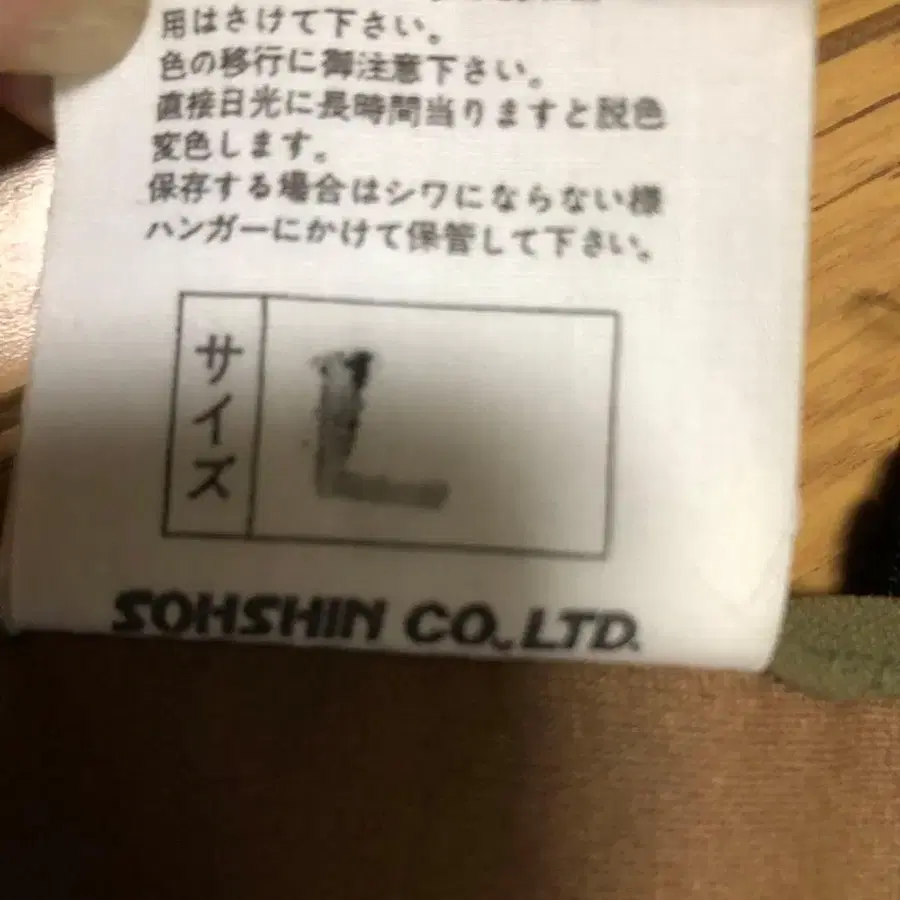 用はさけて下さい。
色の移行に御注意下さい。
直接日光に長時間当りますと脱色
変色します。
保存する場合はシワにならない様
ハンガーにかけて保管して下さい。
サイズ
L
SOHSHIN CO.,LTD.